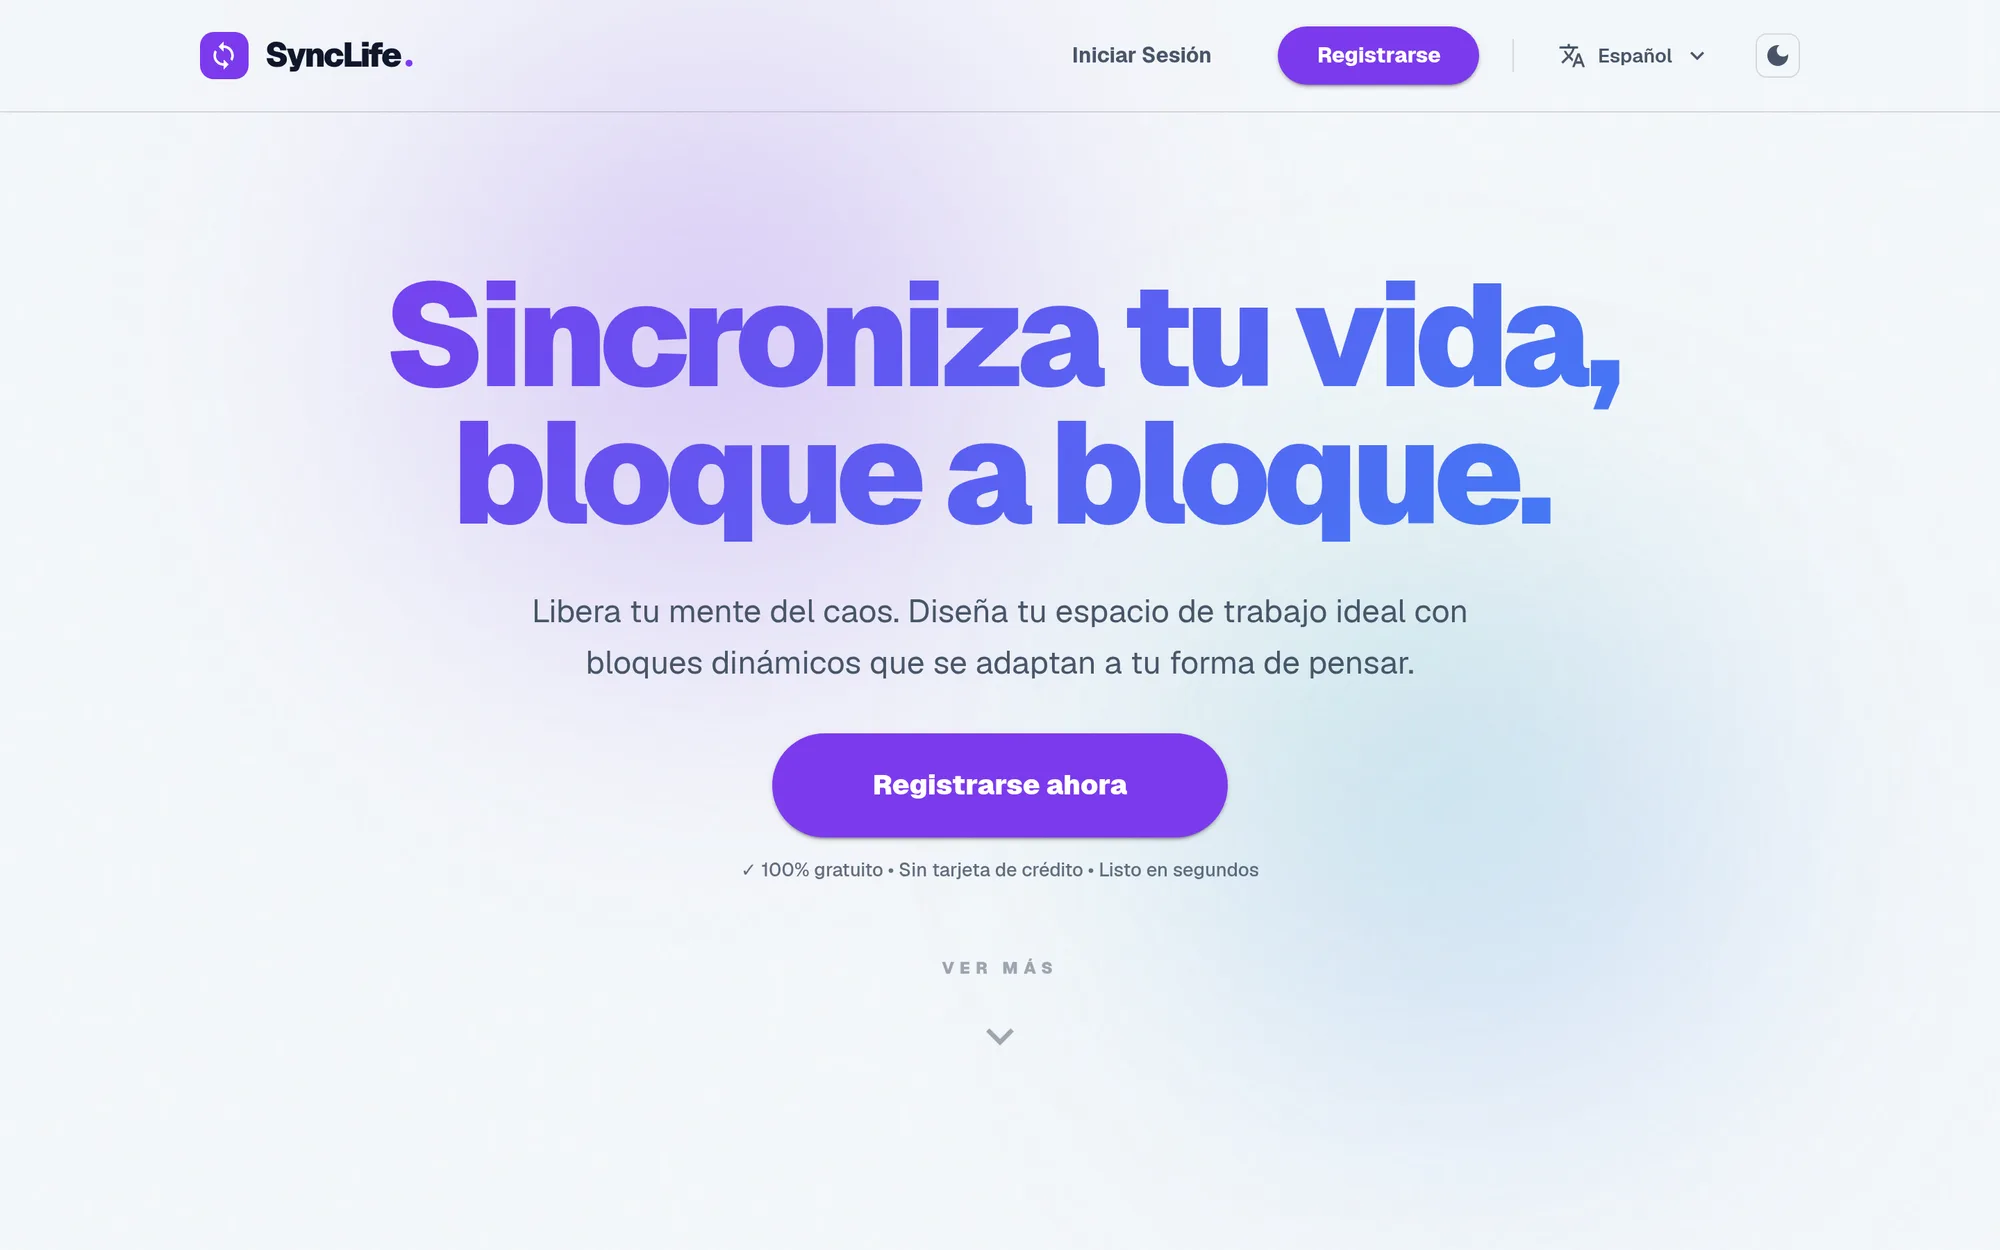 SyncLife.
Iniciar Sesión
Registrarse
Español
Sincroniza tu vida,
bloque a bloque.
Libera tu mente del caos. Diseña tu espacio de trabajo ideal con
bloques dinámicos que se adaptan a tu forma de pensar.
Registrarse ahora
✓ 100% gratuito • Sin tarjeta de crédito • Listo en segundos
VER MÁS